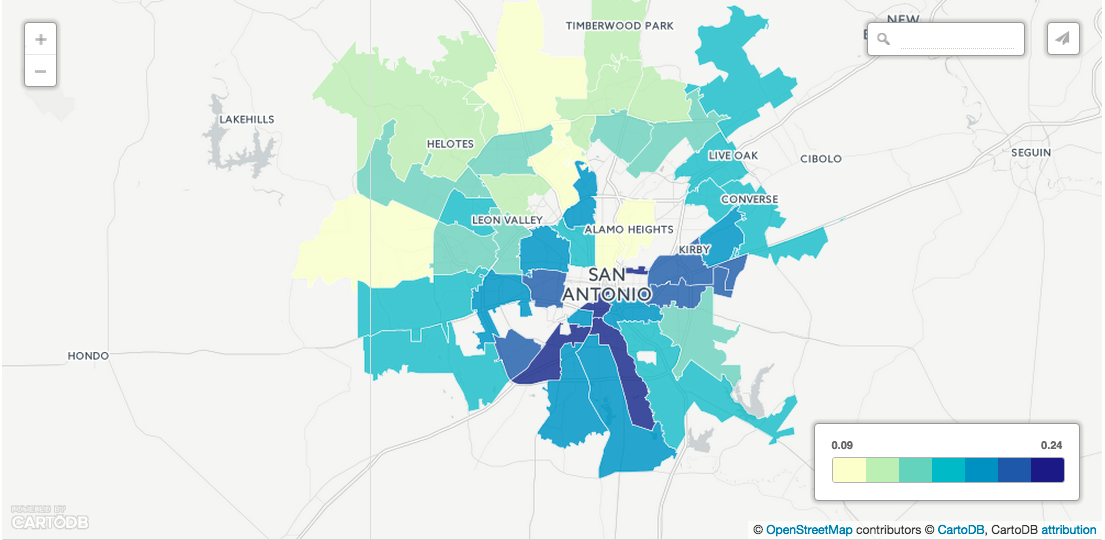 +
TIMBERWOOD PARK
NEW
−
LAKEHILLS
HELOTES
LIVE OAK
CIBOLO
SEGUIN
CONVERSE
LEON VALLEY
ALAMO HEIGHTS
KIRBY
SAN
ANTONIO
HONDO
0.09 0.24
POWERED BY
CARTODB
© OpenStreetMap contributors © CartoDB, CartoDB attribution